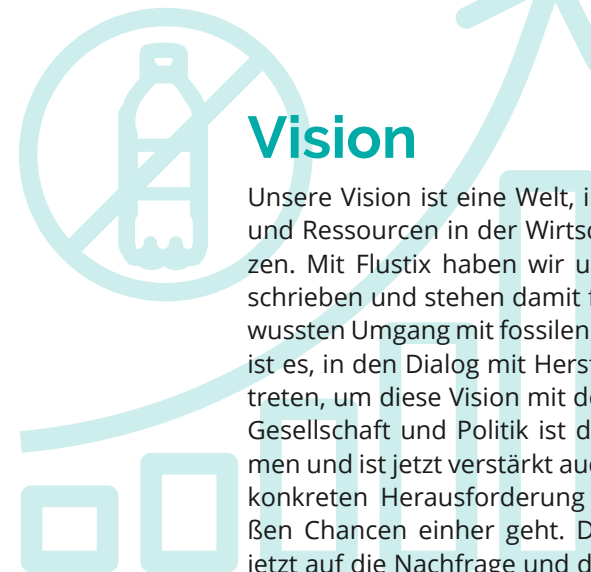 Vision
Unsere Vision ist eine Welt, i
und Ressourcen in der Wirtsc
zen. Mit Flustix haben wir u
schrieben und stehen damit f
wussten Umgang mit fossilen
ist es, in den Dialog mit Herst
treten, um diese Vision mit de
Gesellschaft und Politik ist d
men und ist jetzt verstärkt auc
konkreten Herausforderung
ßen Chancen einher geht. D
jetzt auf die Nachfrage und d